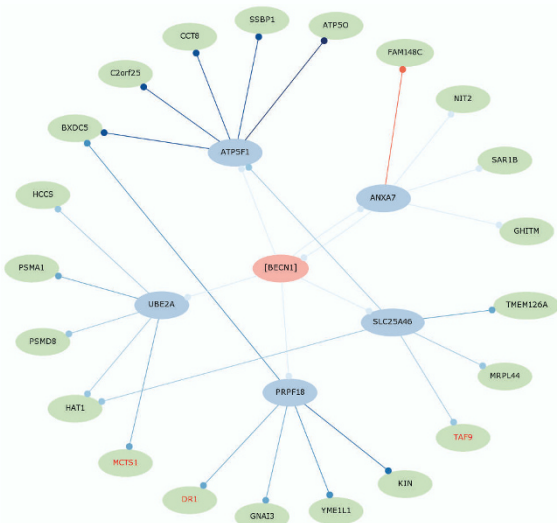 SSBP1
ATP5O
CCT8
FAM148C
C2orf25
NIT2
BXDC5
ATP5F1
SAR1B
HCCS
ANXA7
GHITM
PSMA1
[BECN1]
UBE2A
TMEM126A
SLC25A46
PSMD8
MRPL44
PRPF18
HAT1
TAF9
MCTS1
KIN
DR1
YME1L1
GNAI3